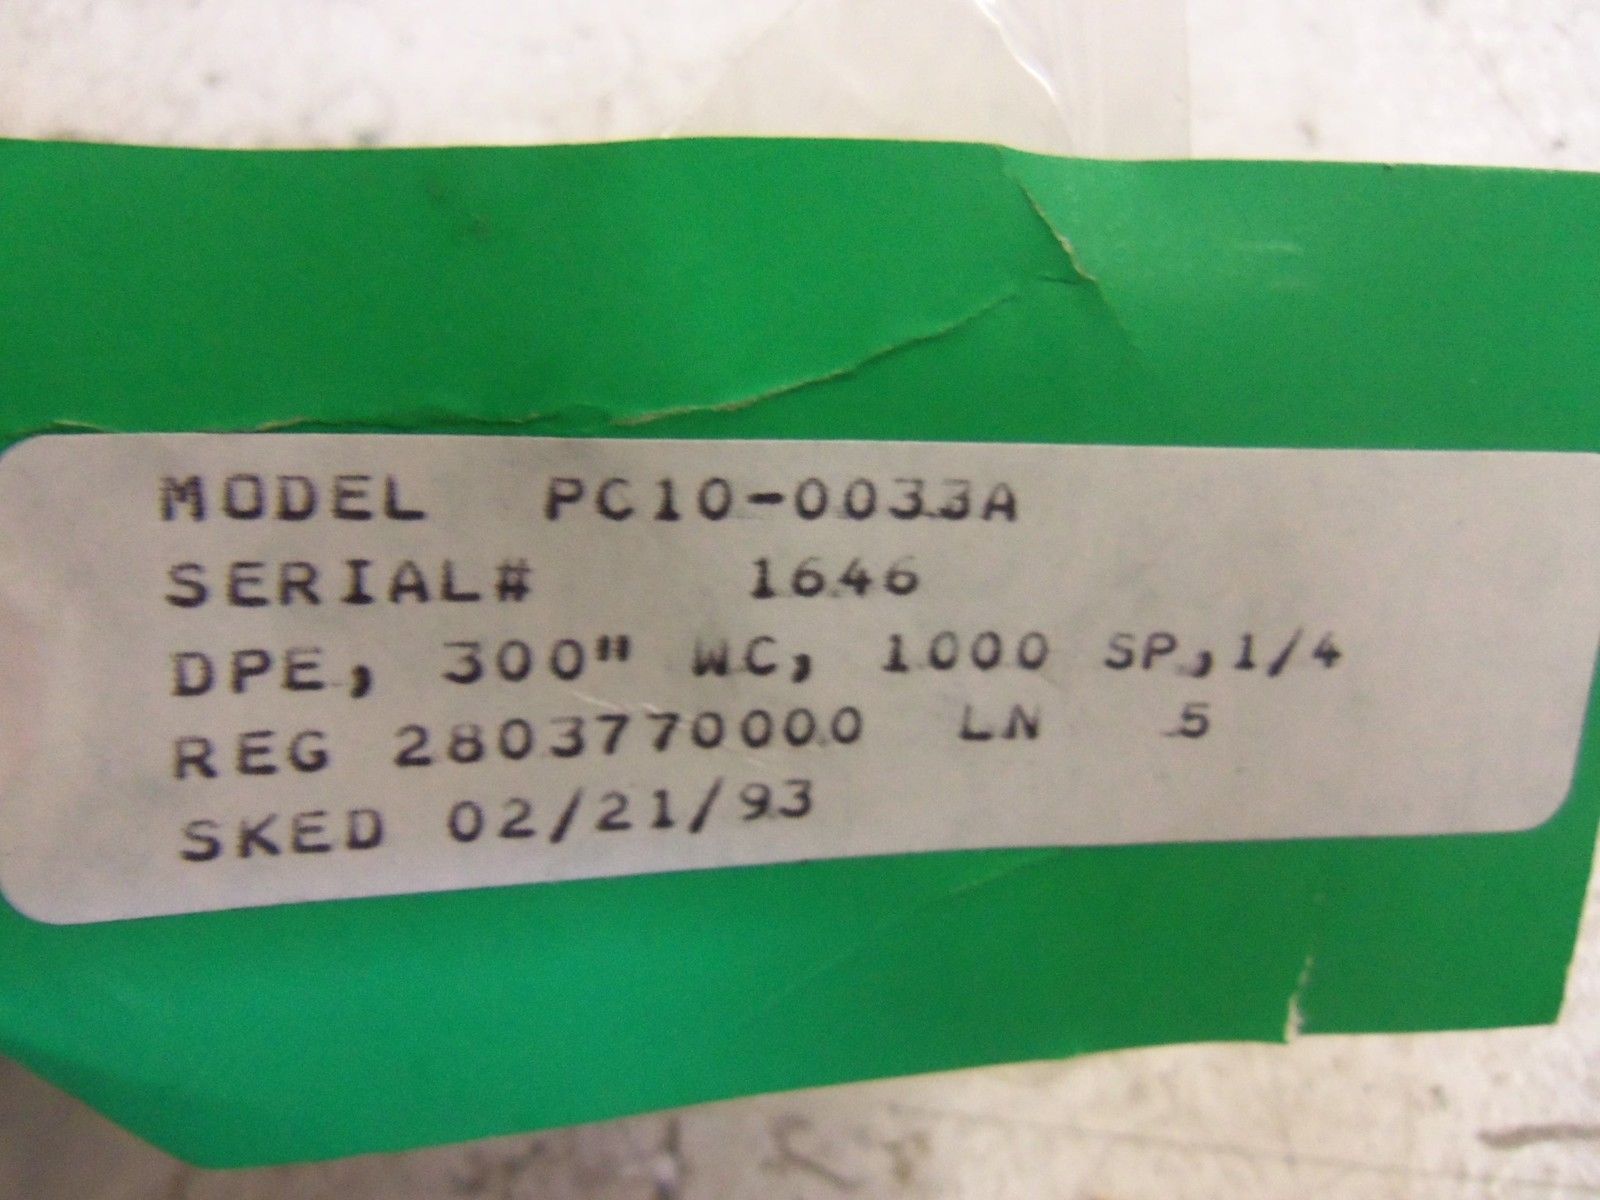 MODEL PC10-0033A
SERIAL# 1646
DPE, 300" WC, 1000 SP,1/4
REG 2803770000 LN 5
SKED 02/21/93